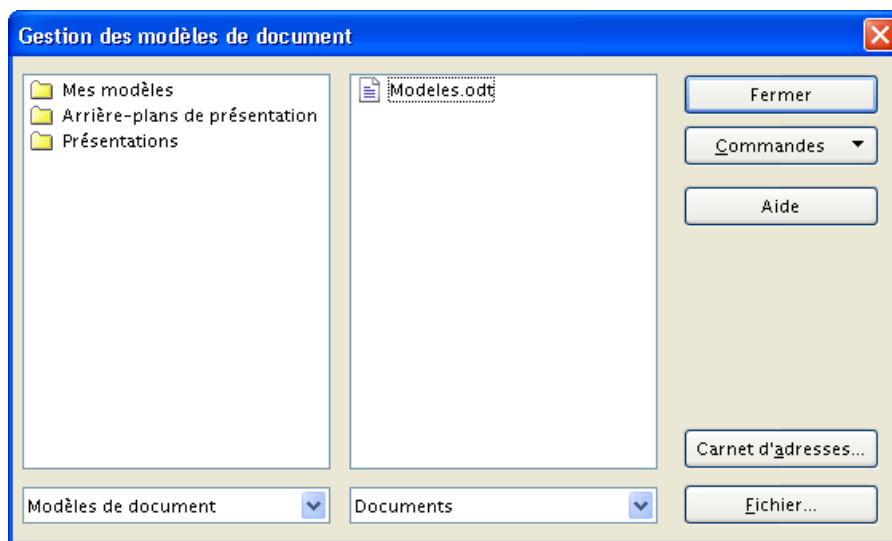 Gestion des modèles de document
Mes modèles
Arrière-plans de présentation
Présentations
Modeles.odt
Fermer
Commandes
Aide
Carnet d'adresses...
Modèles de document
Documents
Fichier...